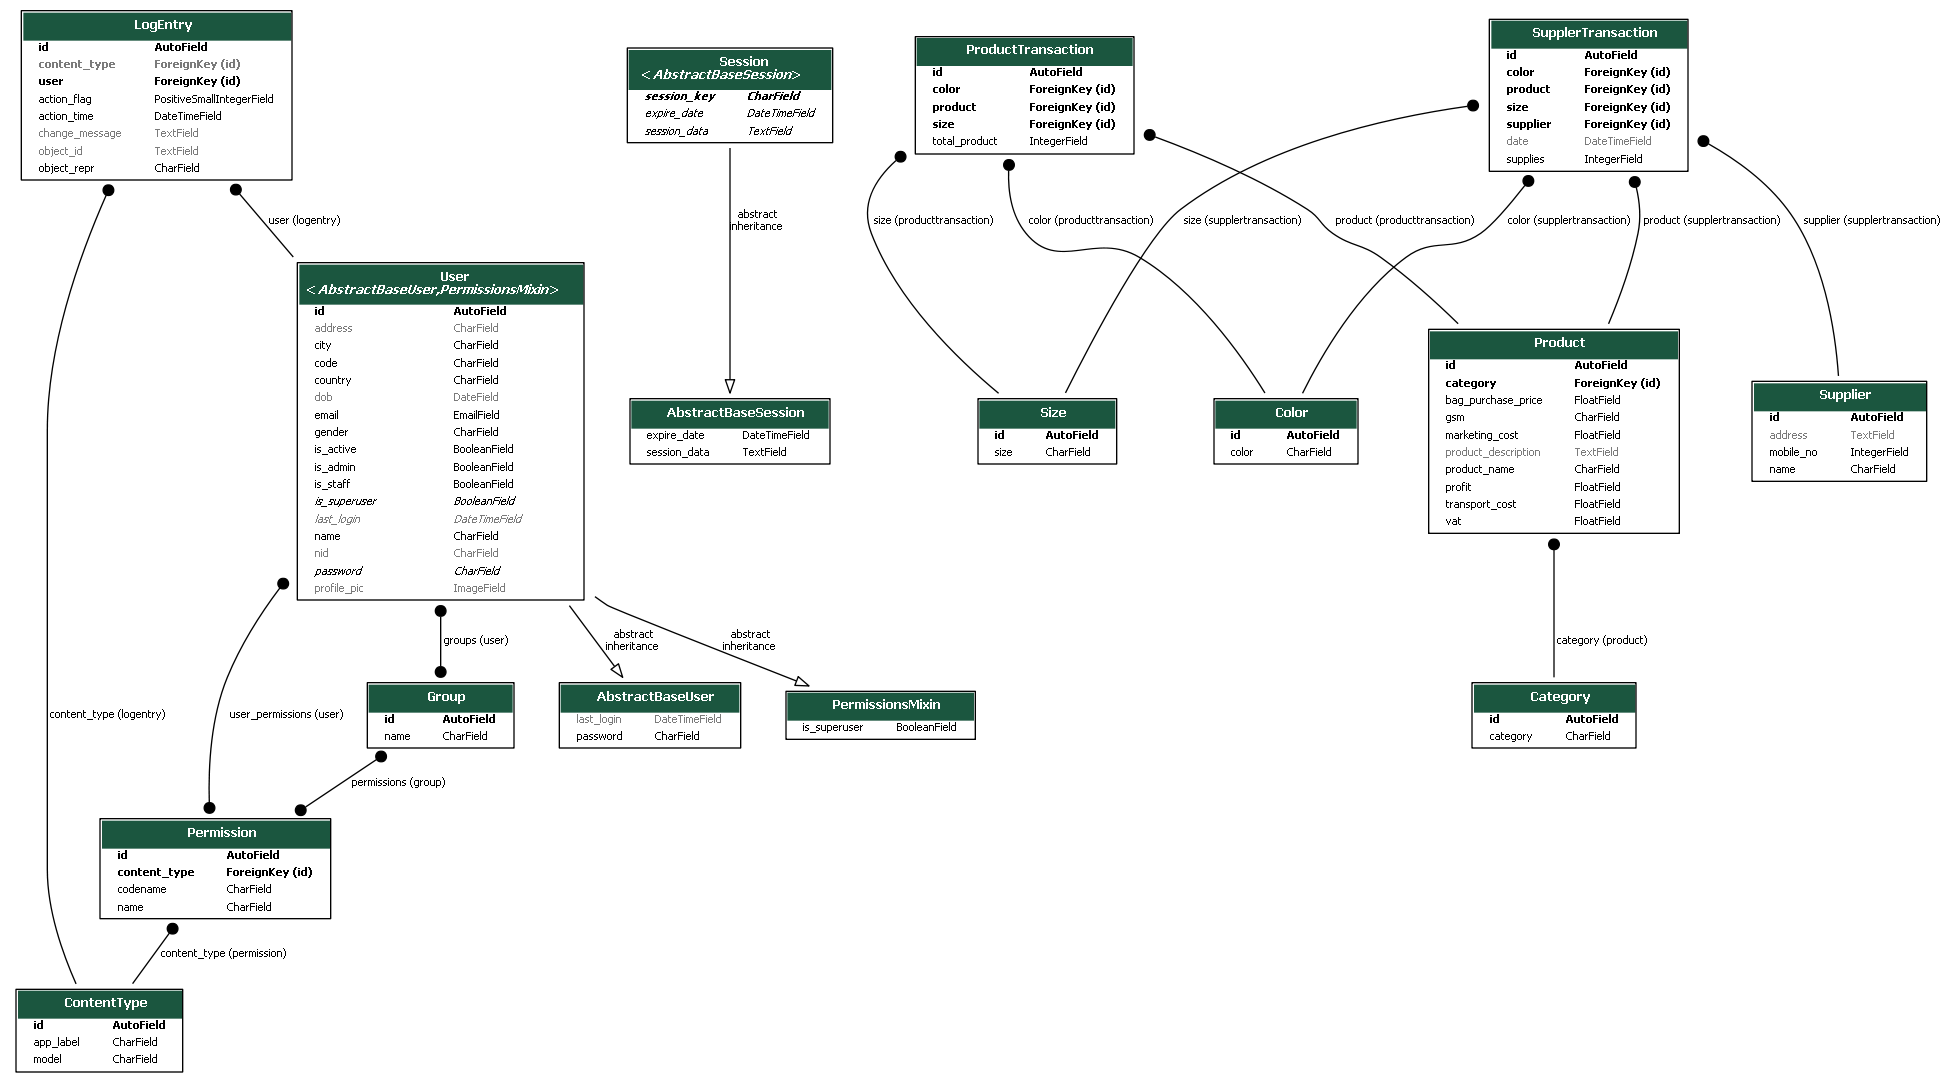 LogEntry
id AutoField
content_type ForeignKey (id)
user ForeignKey (id)
action_flag PositiveSmallIntegerField
action_time DateTimeField
change_message TextField
object_id TextField
object_repr CharField
Session
<AbstractBaseSession>
session_key CharField
expire_date DateTimeField
session_data TextField
ProductTransaction
id AutoField
color ForeignKey (id)
product ForeignKey (id)
size ForeignKey (id)
total_product IntegerField
SupplerTransaction
id AutoField
color ForeignKey (id)
product ForeignKey (id)
size ForeignKey (id)
supplier ForeignKey (id)
date DateTimeField
supplies IntegerField
user (logentry)
abstract
inheritance
size (producttransaction)
color (producttransaction)
size (supplertransaction)
product (producttransaction)
color (supplertransaction)
product (supplertransaction)
supplier (supplertransaction)
User
<AbstractBaseUser,PermissionsMixin>
id AutoField
address CharField
city CharField
code CharField
country CharField
dob DateField
email EmailField
gender CharField
is_active BooleanField
is_admin BooleanField
is_staff BooleanField
is_superuser BooleanField
last_login DateTimeField
name CharField
nid CharField
password CharField
profile_pic ImageField
AbstractBaseSession
expire_date DateTimeField
session_data TextField
Size
id AutoField
size CharField
Color
id AutoField
color CharField
Product
id AutoField
category ForeignKey (id)
bag_purchase_price FloatField
gsm CharField
marketing_cost FloatField
product_description TextField
product_name CharField
profit FloatField
transport_cost FloatField
vat FloatField
Supplier
id AutoField
address TextField
mobile_no IntegerField
name CharField
groups (user)
abstract
inheritance
abstract
inheritance
category (product)
content_type (logentry)
user_permissions (user)
Group
id AutoField
name CharField
AbstractBaseUser
last_login DateTimeField
password CharField
PermissionsMixin
is_superuser BooleanField
Category
id AutoField
category CharField
permissions (group)
Permission
id AutoField
content_type ForeignKey (id)
codename CharField
name CharField
content_type (permission)
ContentType
id AutoField
app_label CharField
model CharField